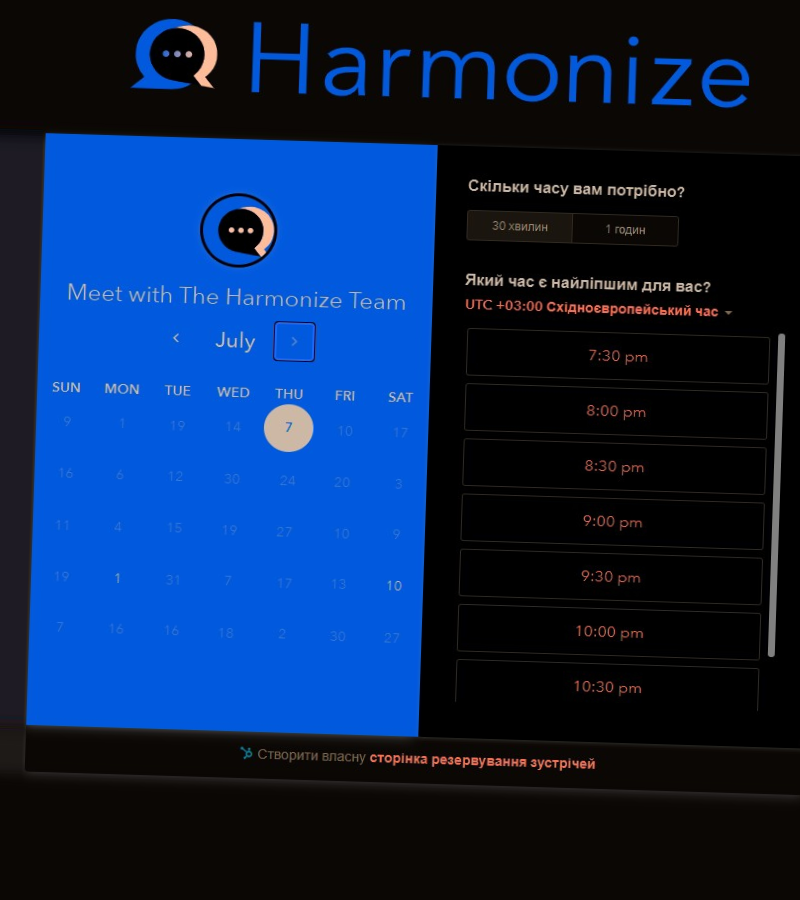 Harmonize
Meet with The Harmonize Team
July
SUN MON TUE WED THU FRI SAT
9 1 19 14 7 10 17
16 6 12 30 24 20 3
11 4 15 19 27 10 9
19 1 31 7 17 13 10
7 16 16 18 2 30 27
Скільки часу вам потрібно?
30 хвилин 1 годин
Який час є найліпшим для вас?
UTC +03:00 Східноєвропейський час
7:30 pm
8:00 pm
8:30 pm
9:00 pm
9:30 pm
10:00 pm
10:30 pm
Створити власну сторінка резервування зустрічей